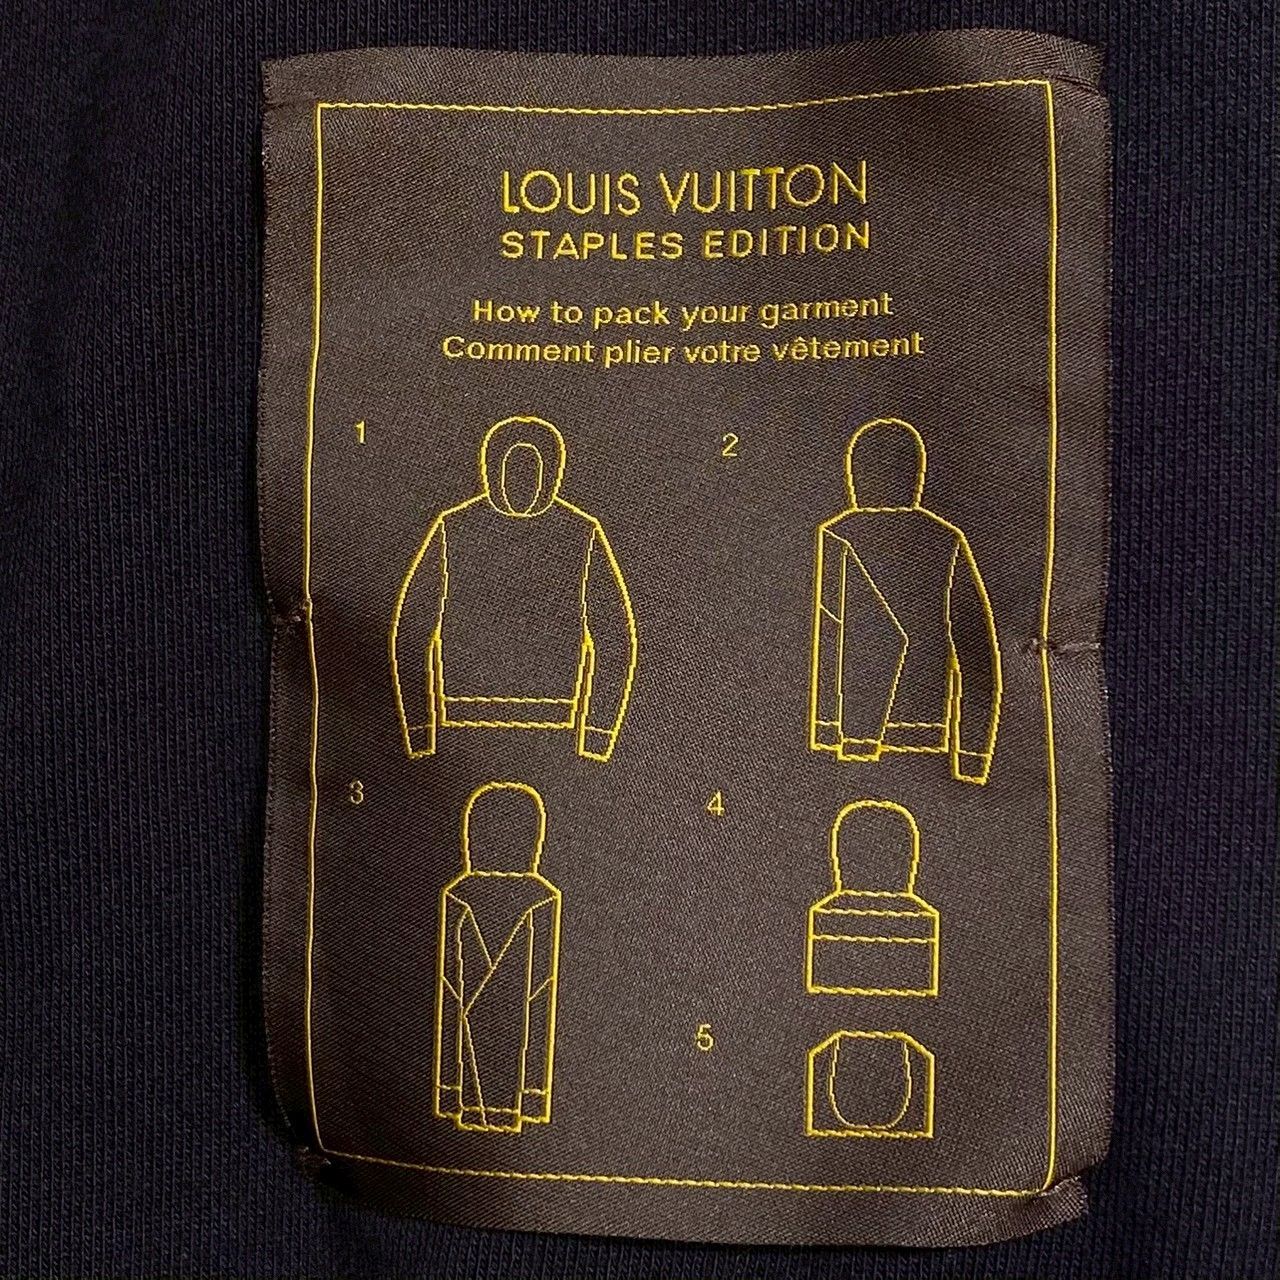 LOUIS VUITTON
STAPLES EDITION
How to pack your garment
Comment plier votre vêtement
1
2
3
4
5